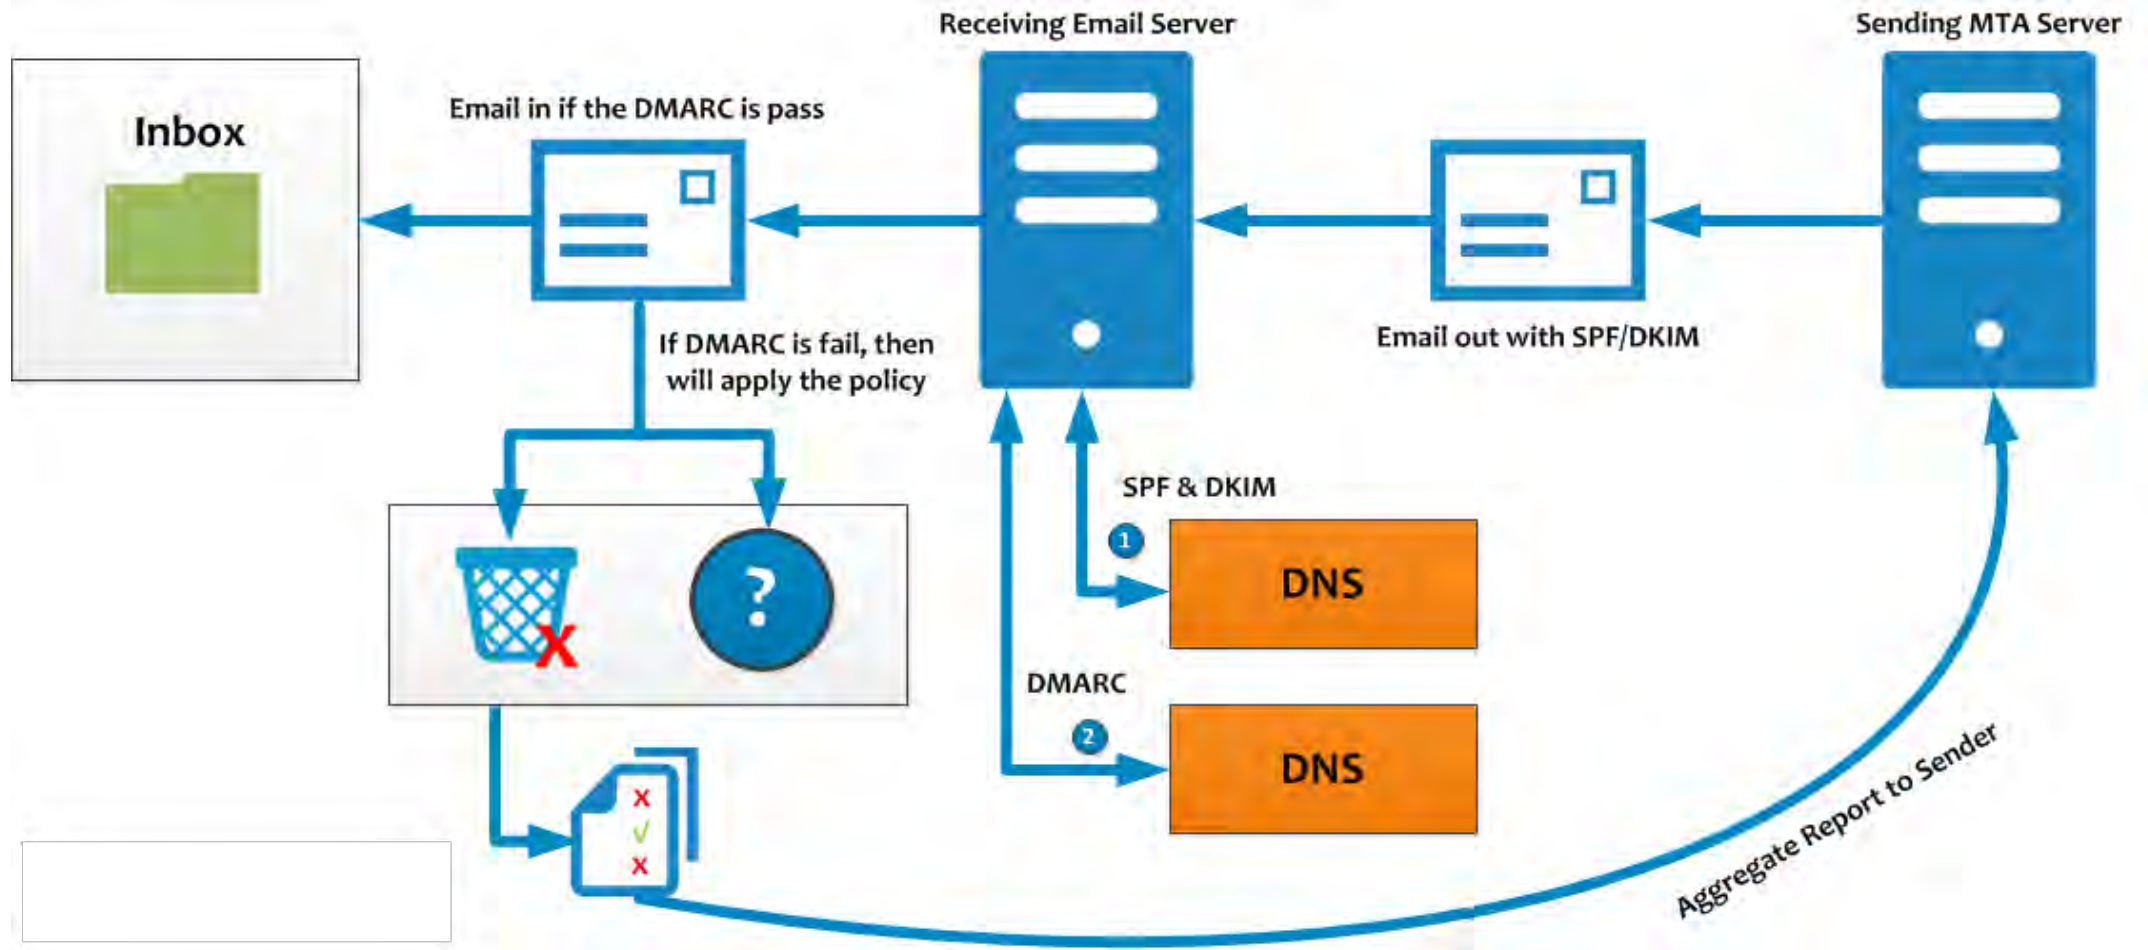 Receiving Email Server
Sending MTA Server
Inbox
Email in if the DMARC is pass
If DMARC is fail, then
will apply the policy
Email out with SPF/DKIM
?
X
SPF & DKIM
1
DNS
DMARC
2
DNS
X
√
X
Aggregate Report to Sender